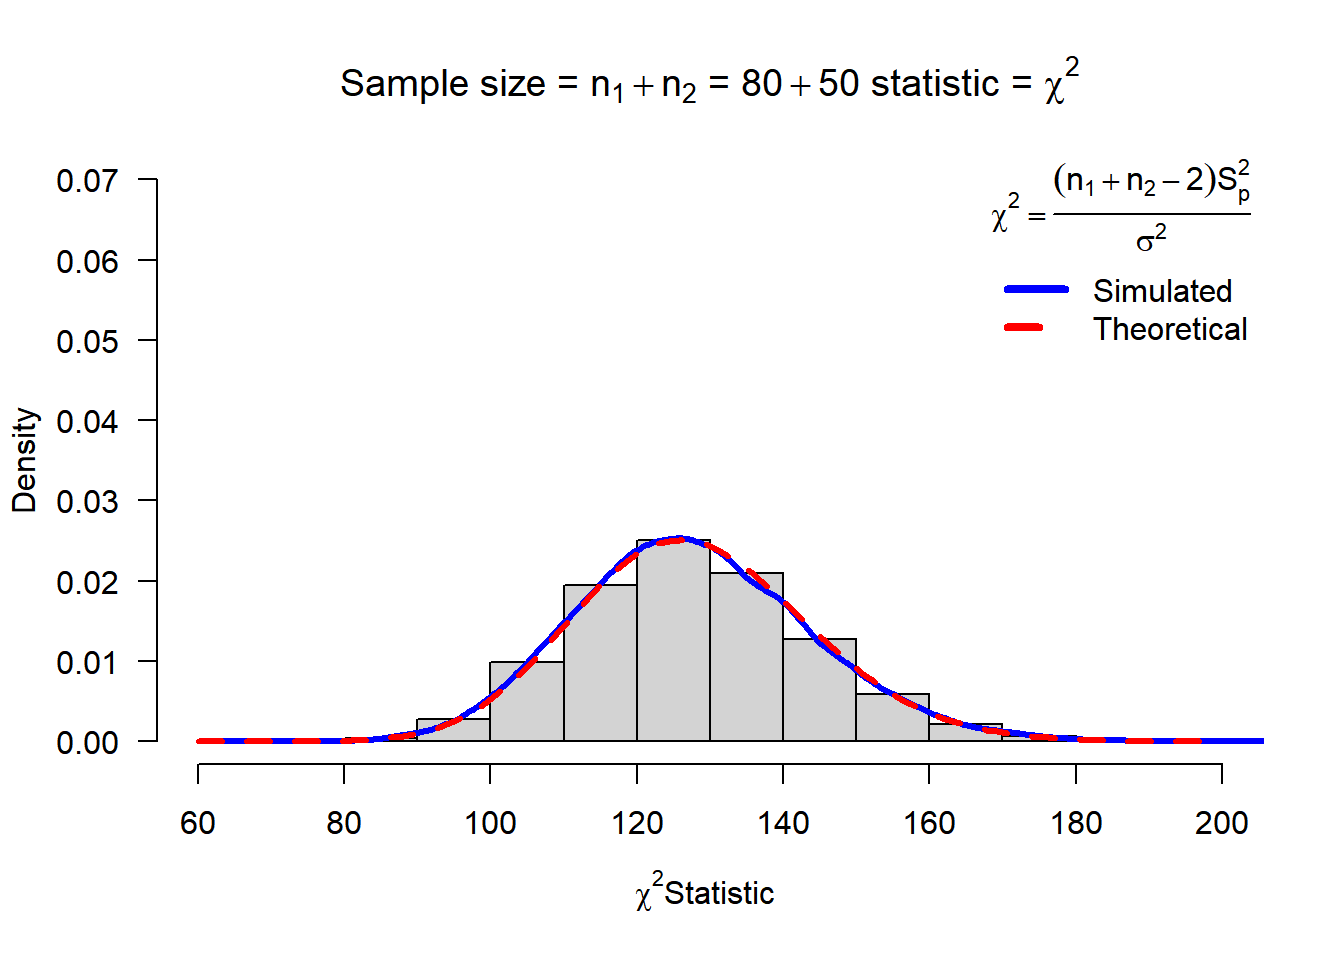 Sample size = n₁ + n₂ = 80 + 50 statistic = χ²
χ² = (n₁ + n₂ − 2)S²ₚ / σ²
Simulated
Theoretical
0.07
0.06
0.05
0.04
0.03
0.02
0.01
0.00
Density
60 80 100 120 140 160 180 200
χ²Statistic